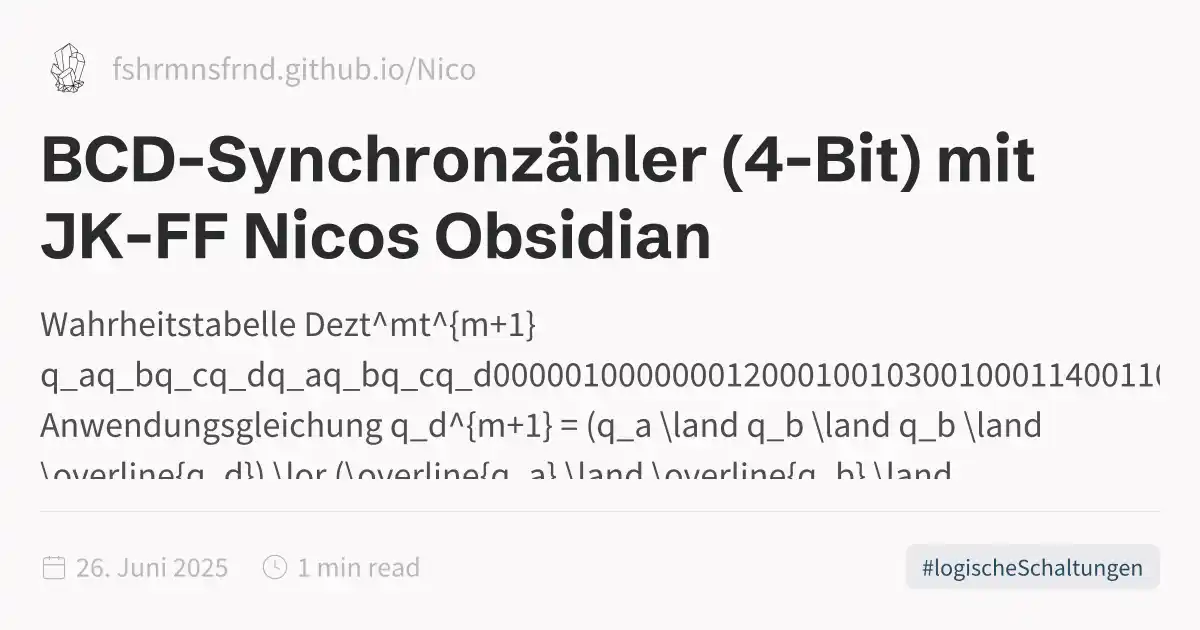 fshrmnsfrnd.github.io/Nico
BCD-Synchronzähler (4-Bit) mit
JK-FF Nicos Obsidian
Wahrheitstabelle Dezt^mt^{m+1}
q_aq_bq_cq_dq_aq_bq_cq_d00000100000001200010010300100011400110
Anwendungsgleichung q_d^{m+1} = (q_a \land q_b \land q_b \land
\overline{q_d}) \lor (\overline{q_a} \land \overline{q_b} \land
26. Juni 2025
1 min read
#logischeSchaltungen